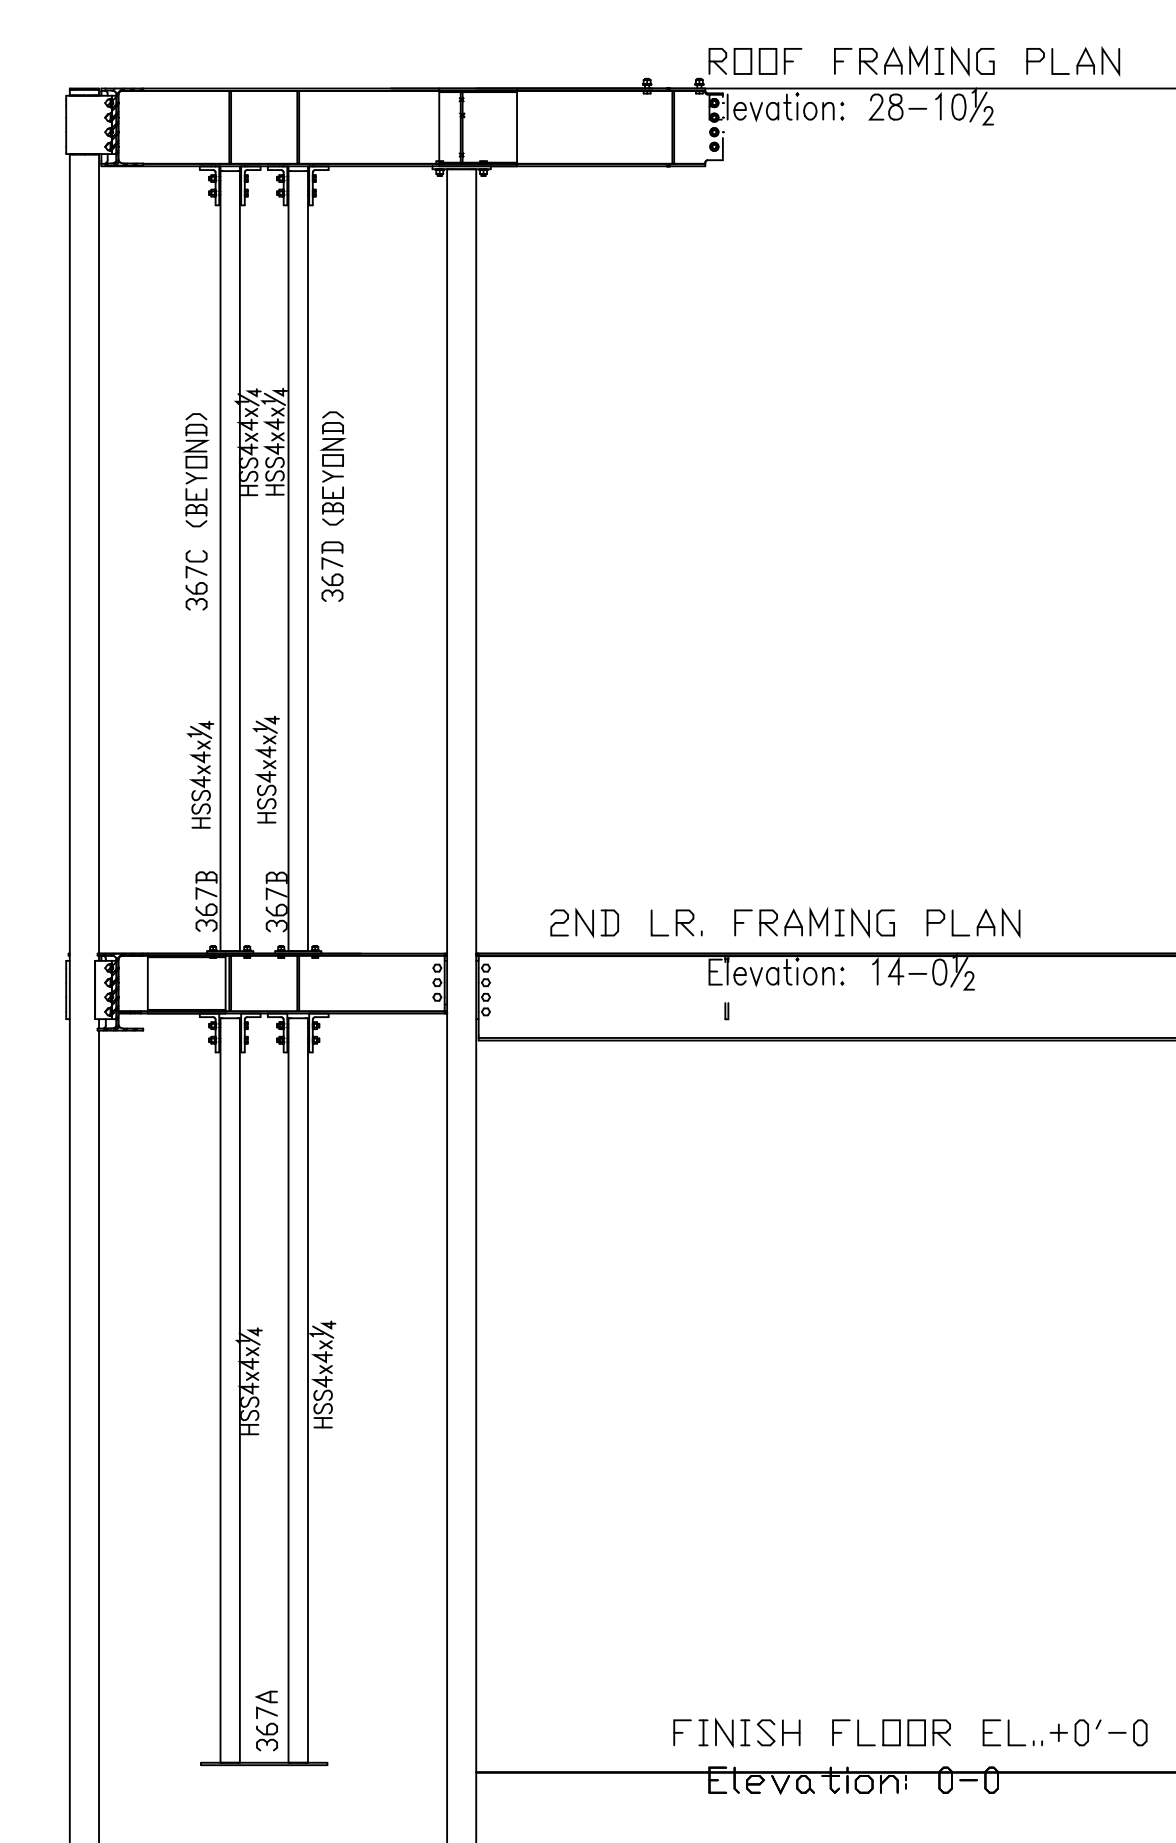 ROOF FRAMING PLAN
Elevation: 28-10½
HSS4x4x¼
HSS4x4x¼
367C (BEYOND)
367D (BEYOND)
HSS4x4x¼
HSS4x4x¼
367B
367B
2ND LR. FRAMING PLAN
Elevation: 14-0½
HSS4x4x¼
HSS4x4x¼
367A
FINISH FLOOR EL..+0'-0
Elevation: 0-0